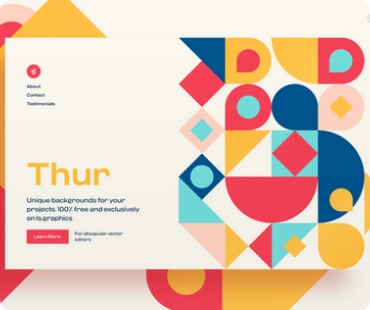 About
Contact
Testimonials
Thur
Unique backgrounds for your
projects. 100% free and exclusively
on ls.graphics
Learn More
For all popular vector
editors